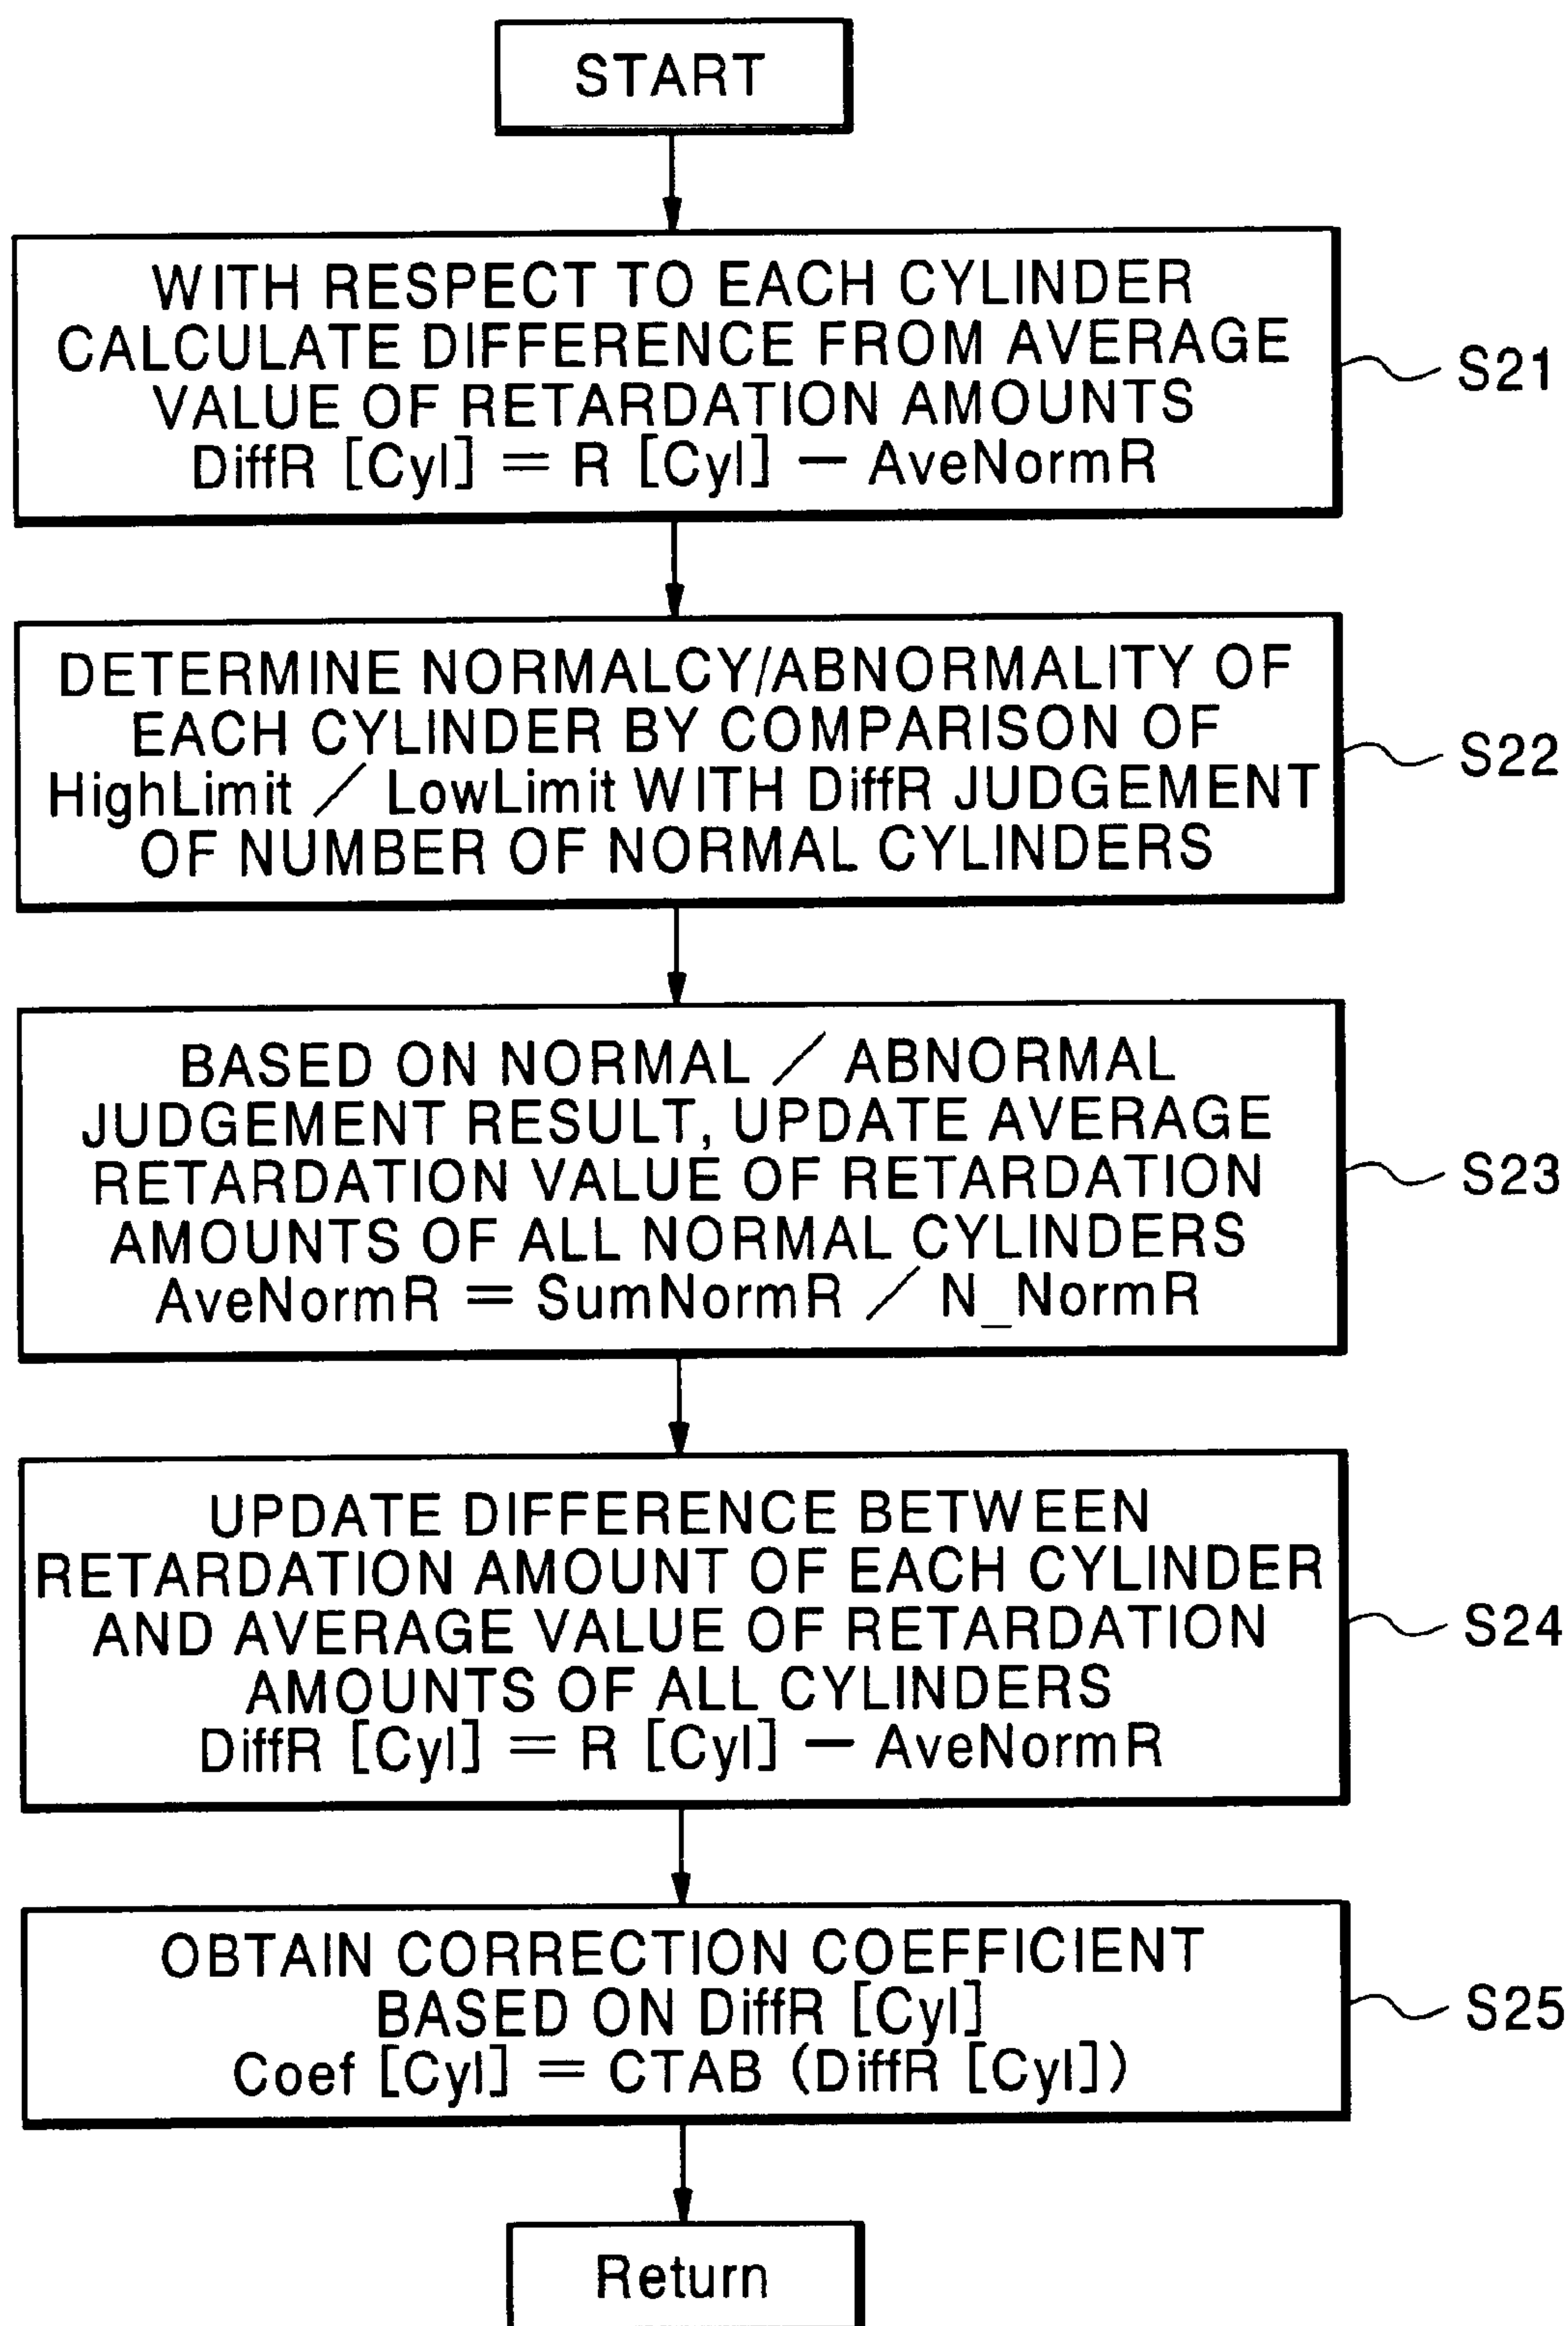 START
WITH RESPECT TO EACH CYLINDER
CALCULATE DIFFERENCE FROM AVERAGE
VALUE OF RETARDATION AMOUNTS
DiffR [Cyl] = R [Cyl] − AveNormR
S21
DETERMINE NORMALCY/ABNORMALITY OF
EACH CYLINDER BY COMPARISON OF
HighLimit / LowLimit WITH DiffR JUDGEMENT
OF NUMBER OF NORMAL CYLINDERS
S22
BASED ON NORMAL / ABNORMAL
JUDGEMENT RESULT, UPDATE AVERAGE
RETARDATION VALUE OF RETARDATION
AMOUNTS OF ALL NORMAL CYLINDERS
AveNormR = SumNormR / N_NormR
S23
UPDATE DIFFERENCE BETWEEN
RETARDATION AMOUNT OF EACH CYLINDER
AND AVERAGE VALUE OF RETARDATION
AMOUNTS OF ALL CYLINDERS
DiffR [Cyl] = R [Cyl] − AveNormR
S24
OBTAIN CORRECTION COEFFICIENT
BASED ON DiffR [Cyl]
Coef [Cyl] = CTAB (DiffR [Cyl])
S25
Return